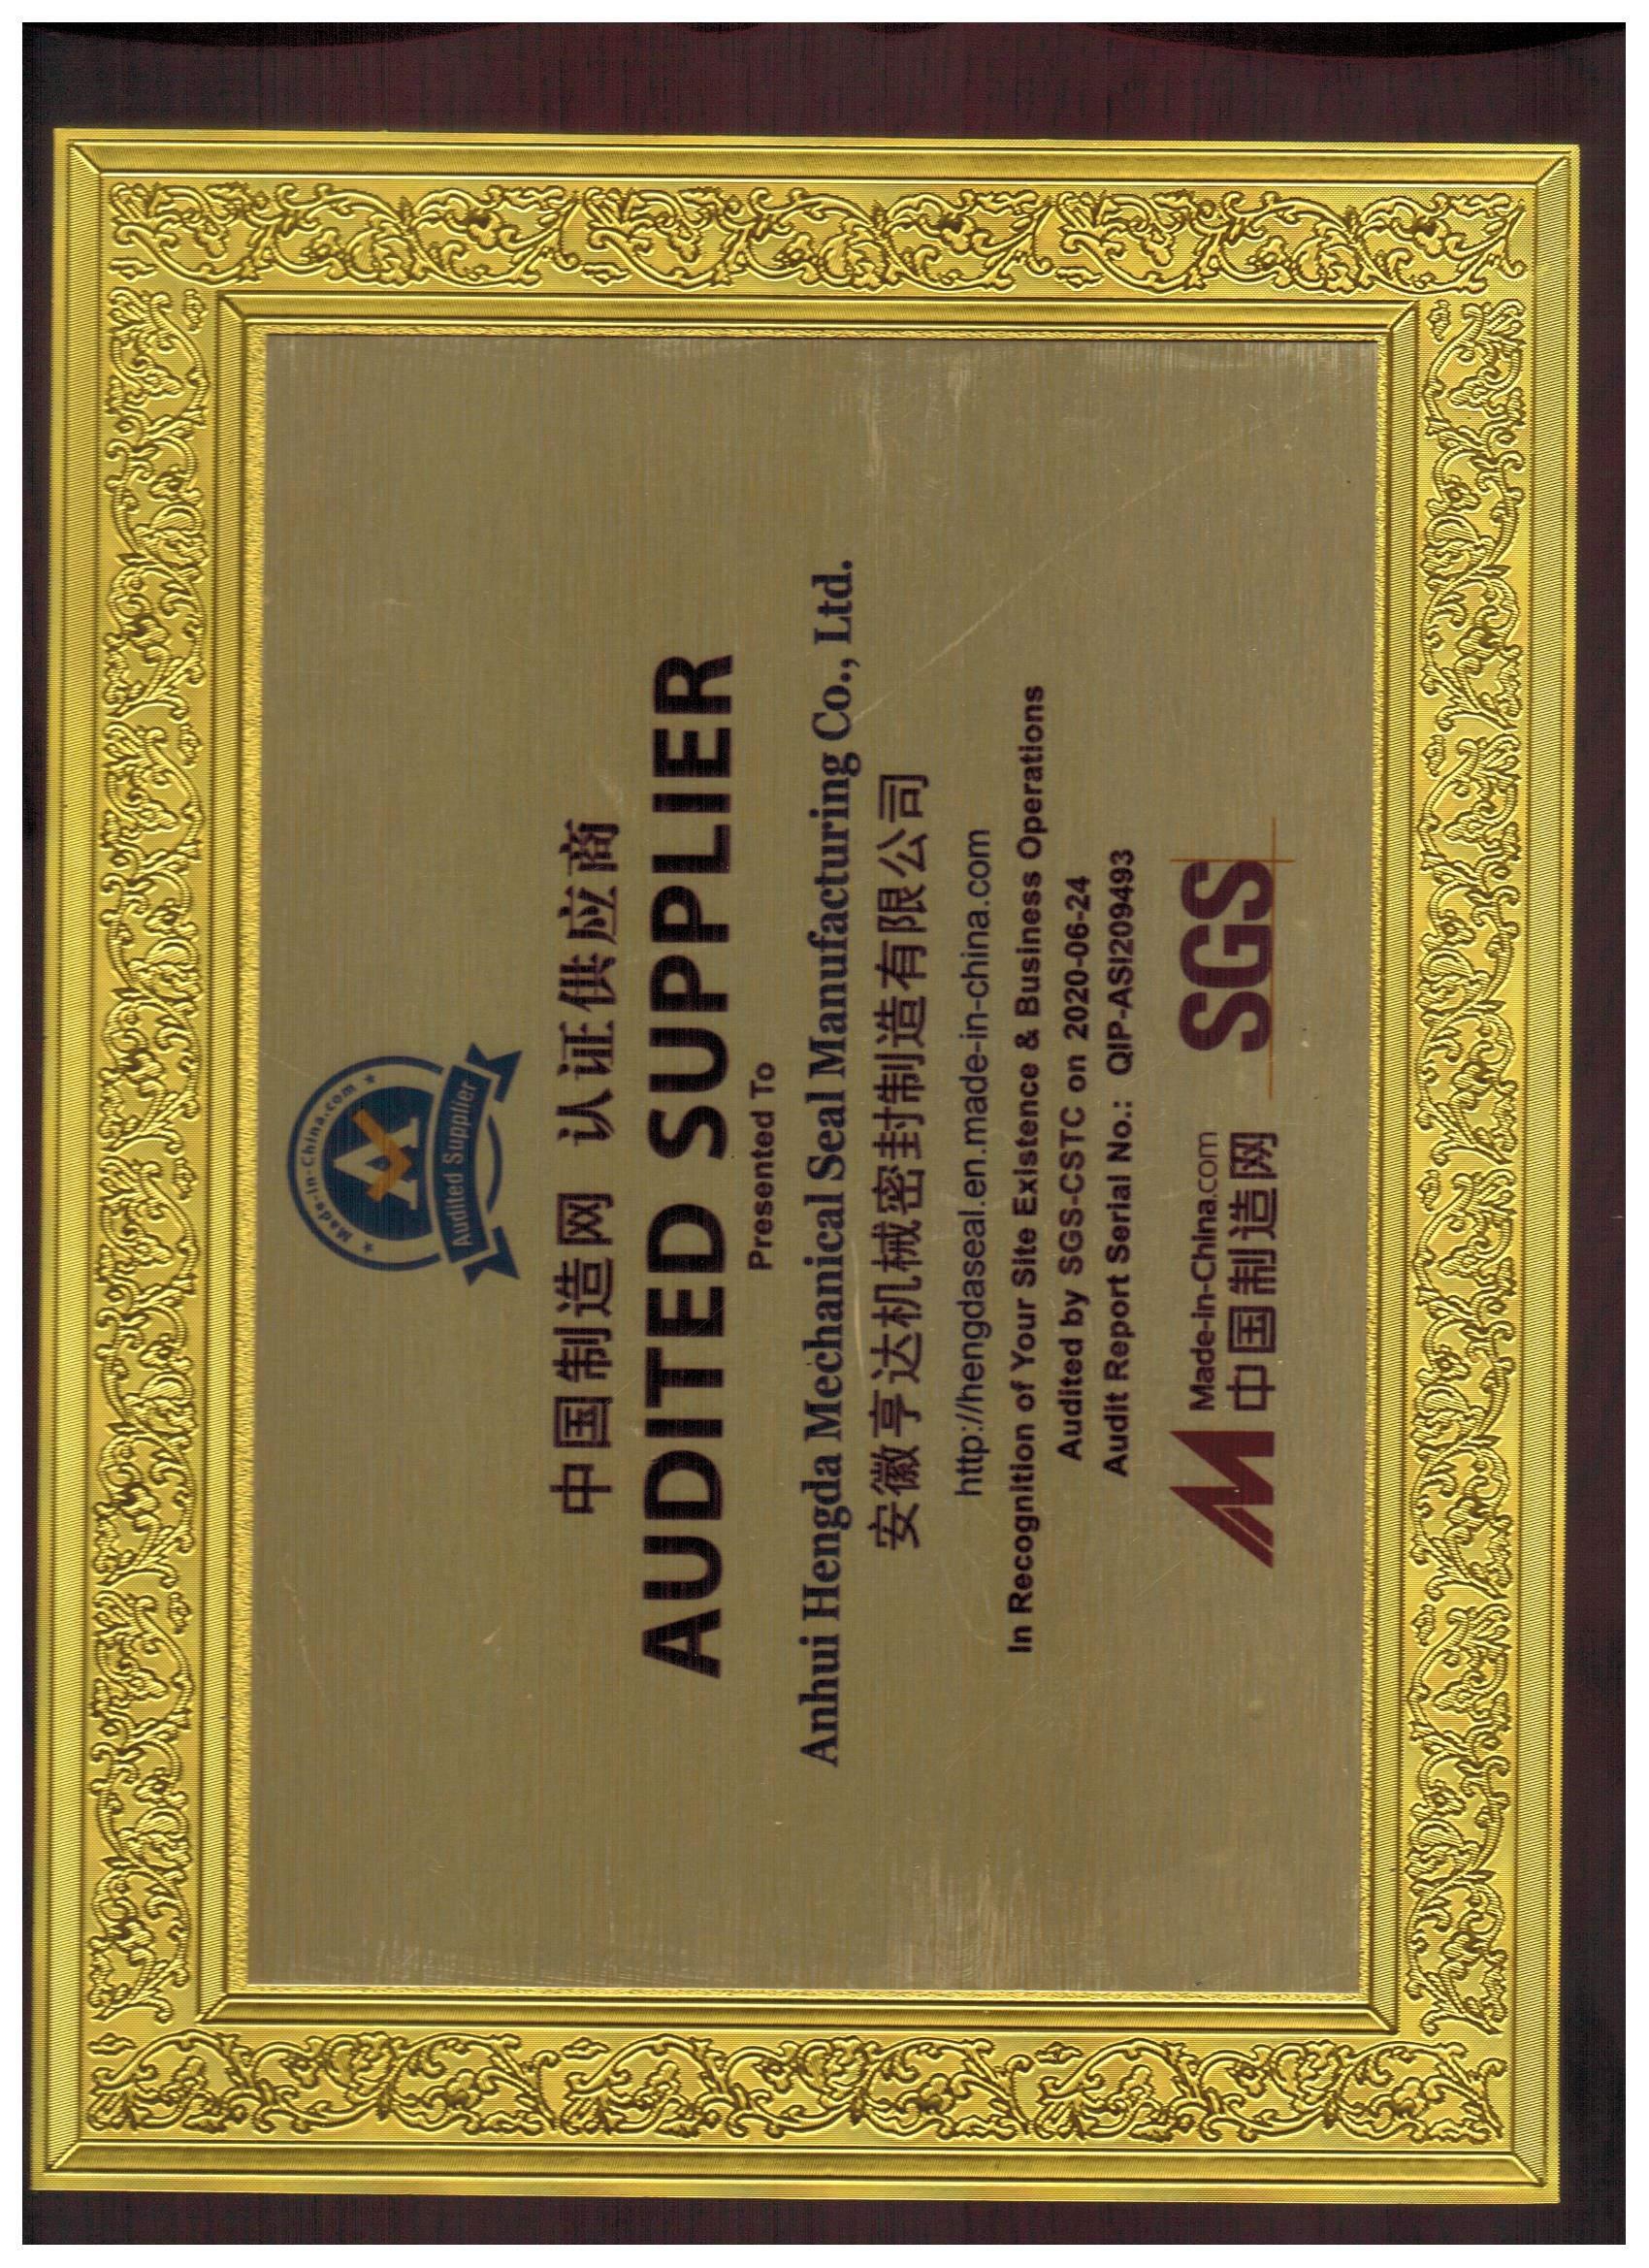 Made-in-China.com
Audited Supplier
中国制造网 认证供应商
AUDITED SUPPLIER
Presented To
Anhui Hengda Mechanical Seal Manufacturing Co., Ltd.
安徽亨达机械密封制造有限公司
http://hengdaseal.en.made-in-china.com
In Recognition of Your Site Existence & Business Operations
Audited by SGS-CSTC on 2020-06-24
Audit Report Serial No.: QIP-ASI209493
Made-in-China.com
中国制造网
SGS